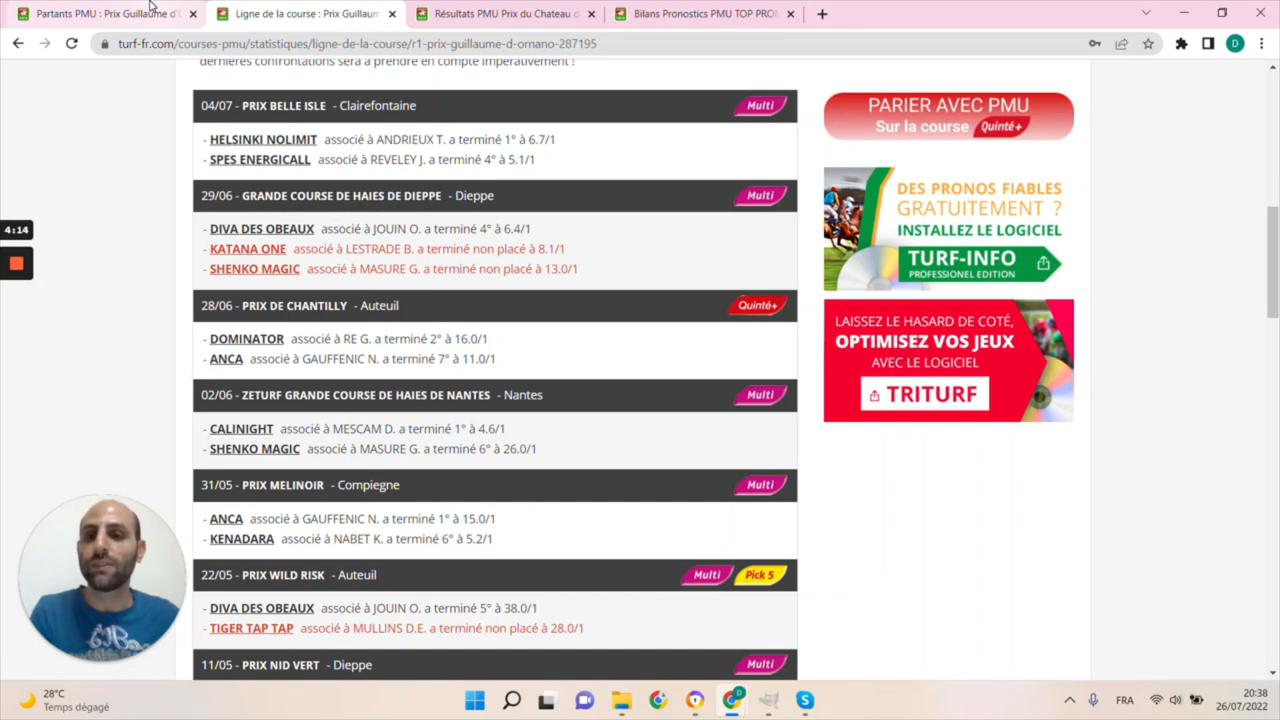 Partants PMU : Prix Guillaume d'O
Ligne de la course : Prix Guillaum
Résultats PMU Prix du Chateau d
Bilans Pronostics PMU TOP PRON
turf-fr.com/courses-pmu/statistiques/ligne-de-la-course/r1-prix-guillaume-d-ornano-287195
D
dernières confrontations sera à prendre en compte impérativement !
04/07 - PRIX BELLE ISLE - Clairefontaine
Multi
- HELSINKI NOLIMIT associé à ANDRIEUX T. a terminé 1° à 6.7/1
- SPES ENERGICALL associé à REVELEY J. a terminé 4° à 5.1/1
29/06 - GRANDE COURSE DE HAIES DE DIEPPE - Dieppe
Multi
- DIVA DES OBEAUX associé à JOUIN O. a terminé 4° à 6.4/1
- KATANA ONE associé à LESTRADE B. a terminé non placé à 8.1/1
- SHENKO MAGIC associé à MASURE G. a terminé non placé à 13.0/1
28/06 - PRIX DE CHANTILLY - Auteuil
Quinté+
- DOMINATOR associé à RE G. a terminé 2° à 16.0/1
- ANCA associé à GAUFFENIC N. a terminé 7° à 11.0/1
02/06 - ZETURF GRANDE COURSE DE HAIES DE NANTES - Nantes
Multi
- CALINIGHT associé à MESCAM D. a terminé 1° à 4.6/1
- SHENKO MAGIC associé à MASURE G. a terminé 6° à 26.0/1
31/05 - PRIX MELINOIR - Compiegne
Multi
- ANCA associé à GAUFFENIC N. a terminé 1° à 15.0/1
- KENADARA associé à NABET K. a terminé 6° à 5.2/1
22/05 - PRIX WILD RISK - Auteuil
Multi Pick 5
- DIVA DES OBEAUX associé à JOUIN O. a terminé 5° à 38.0/1
- TIGER TAP TAP associé à MULLINS D.E. a terminé non placé à 28.0/1
11/05 - PRIX NID VERT - Dieppe
Multi
PARIER AVEC PMU
Sur la course Quinté+
DES PRONOS FIABLES
GRATUITEMENT ?
INSTALLEZ LE LOGICIEL
TURF-INFO
PROFESSIONEL EDITION
LAISSEZ LE HASARD DE COTÉ,
OPTIMISEZ VOS JEUX
AVEC LE LOGICIEL
TRITURF
4:14
28°C
Temps dégagé
D
FRA
20:38
26/07/2022